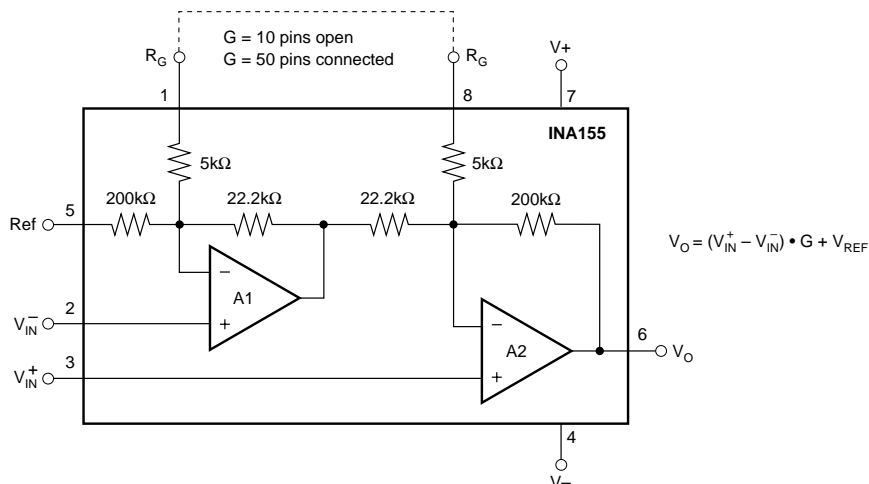 G = 10 pins open
G = 50 pins connected
R_G
R_G
V+
1
8
7
INA155
5kΩ
5kΩ
200kΩ
22.2kΩ
22.2kΩ
200kΩ
Ref
5
−
A1
+
V_O = (V_IN^+ − V_IN^−) • G + V_REF
V_IN^−
2
−
A2
+
6
V_O
V_IN^+
3
4
V−